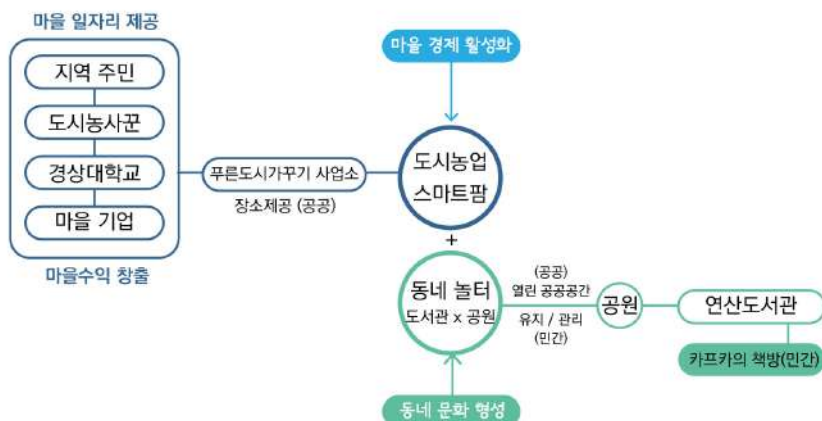 마을 일자리 제공
지역 주민
도시농사꾼
경상대학교
마을 기업
마을수익 창출
푸른도시가꾸기 사업소
장소제공 (공공)
마을 경제 활성화
도시농업
스마트팜
+
동네 놀터
도서관 x 공원
동네 문화 형성
(공공)
열린 공공공간
유지 / 관리
(민간)
공원
연산도서관
카프카의 책방(민간)